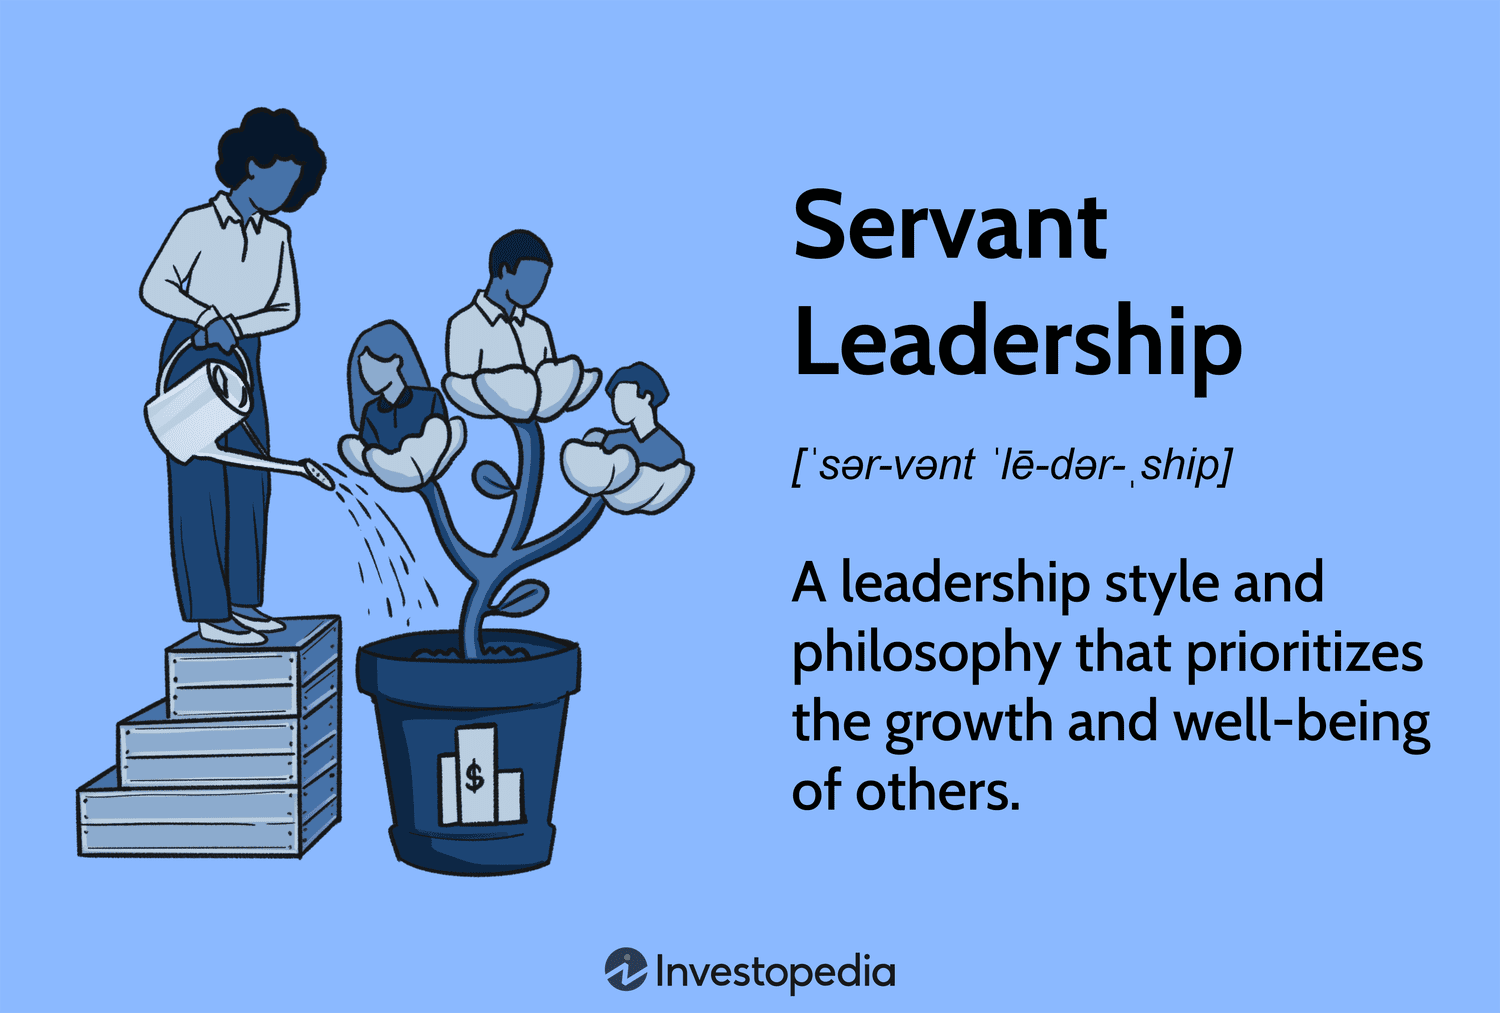 Servant
Leadership
[ˈsər-vənt ˈlē-dər-ˌship]
A leadership style and
philosophy that prioritizes
the growth and well-being
of others.
$
Investopedia